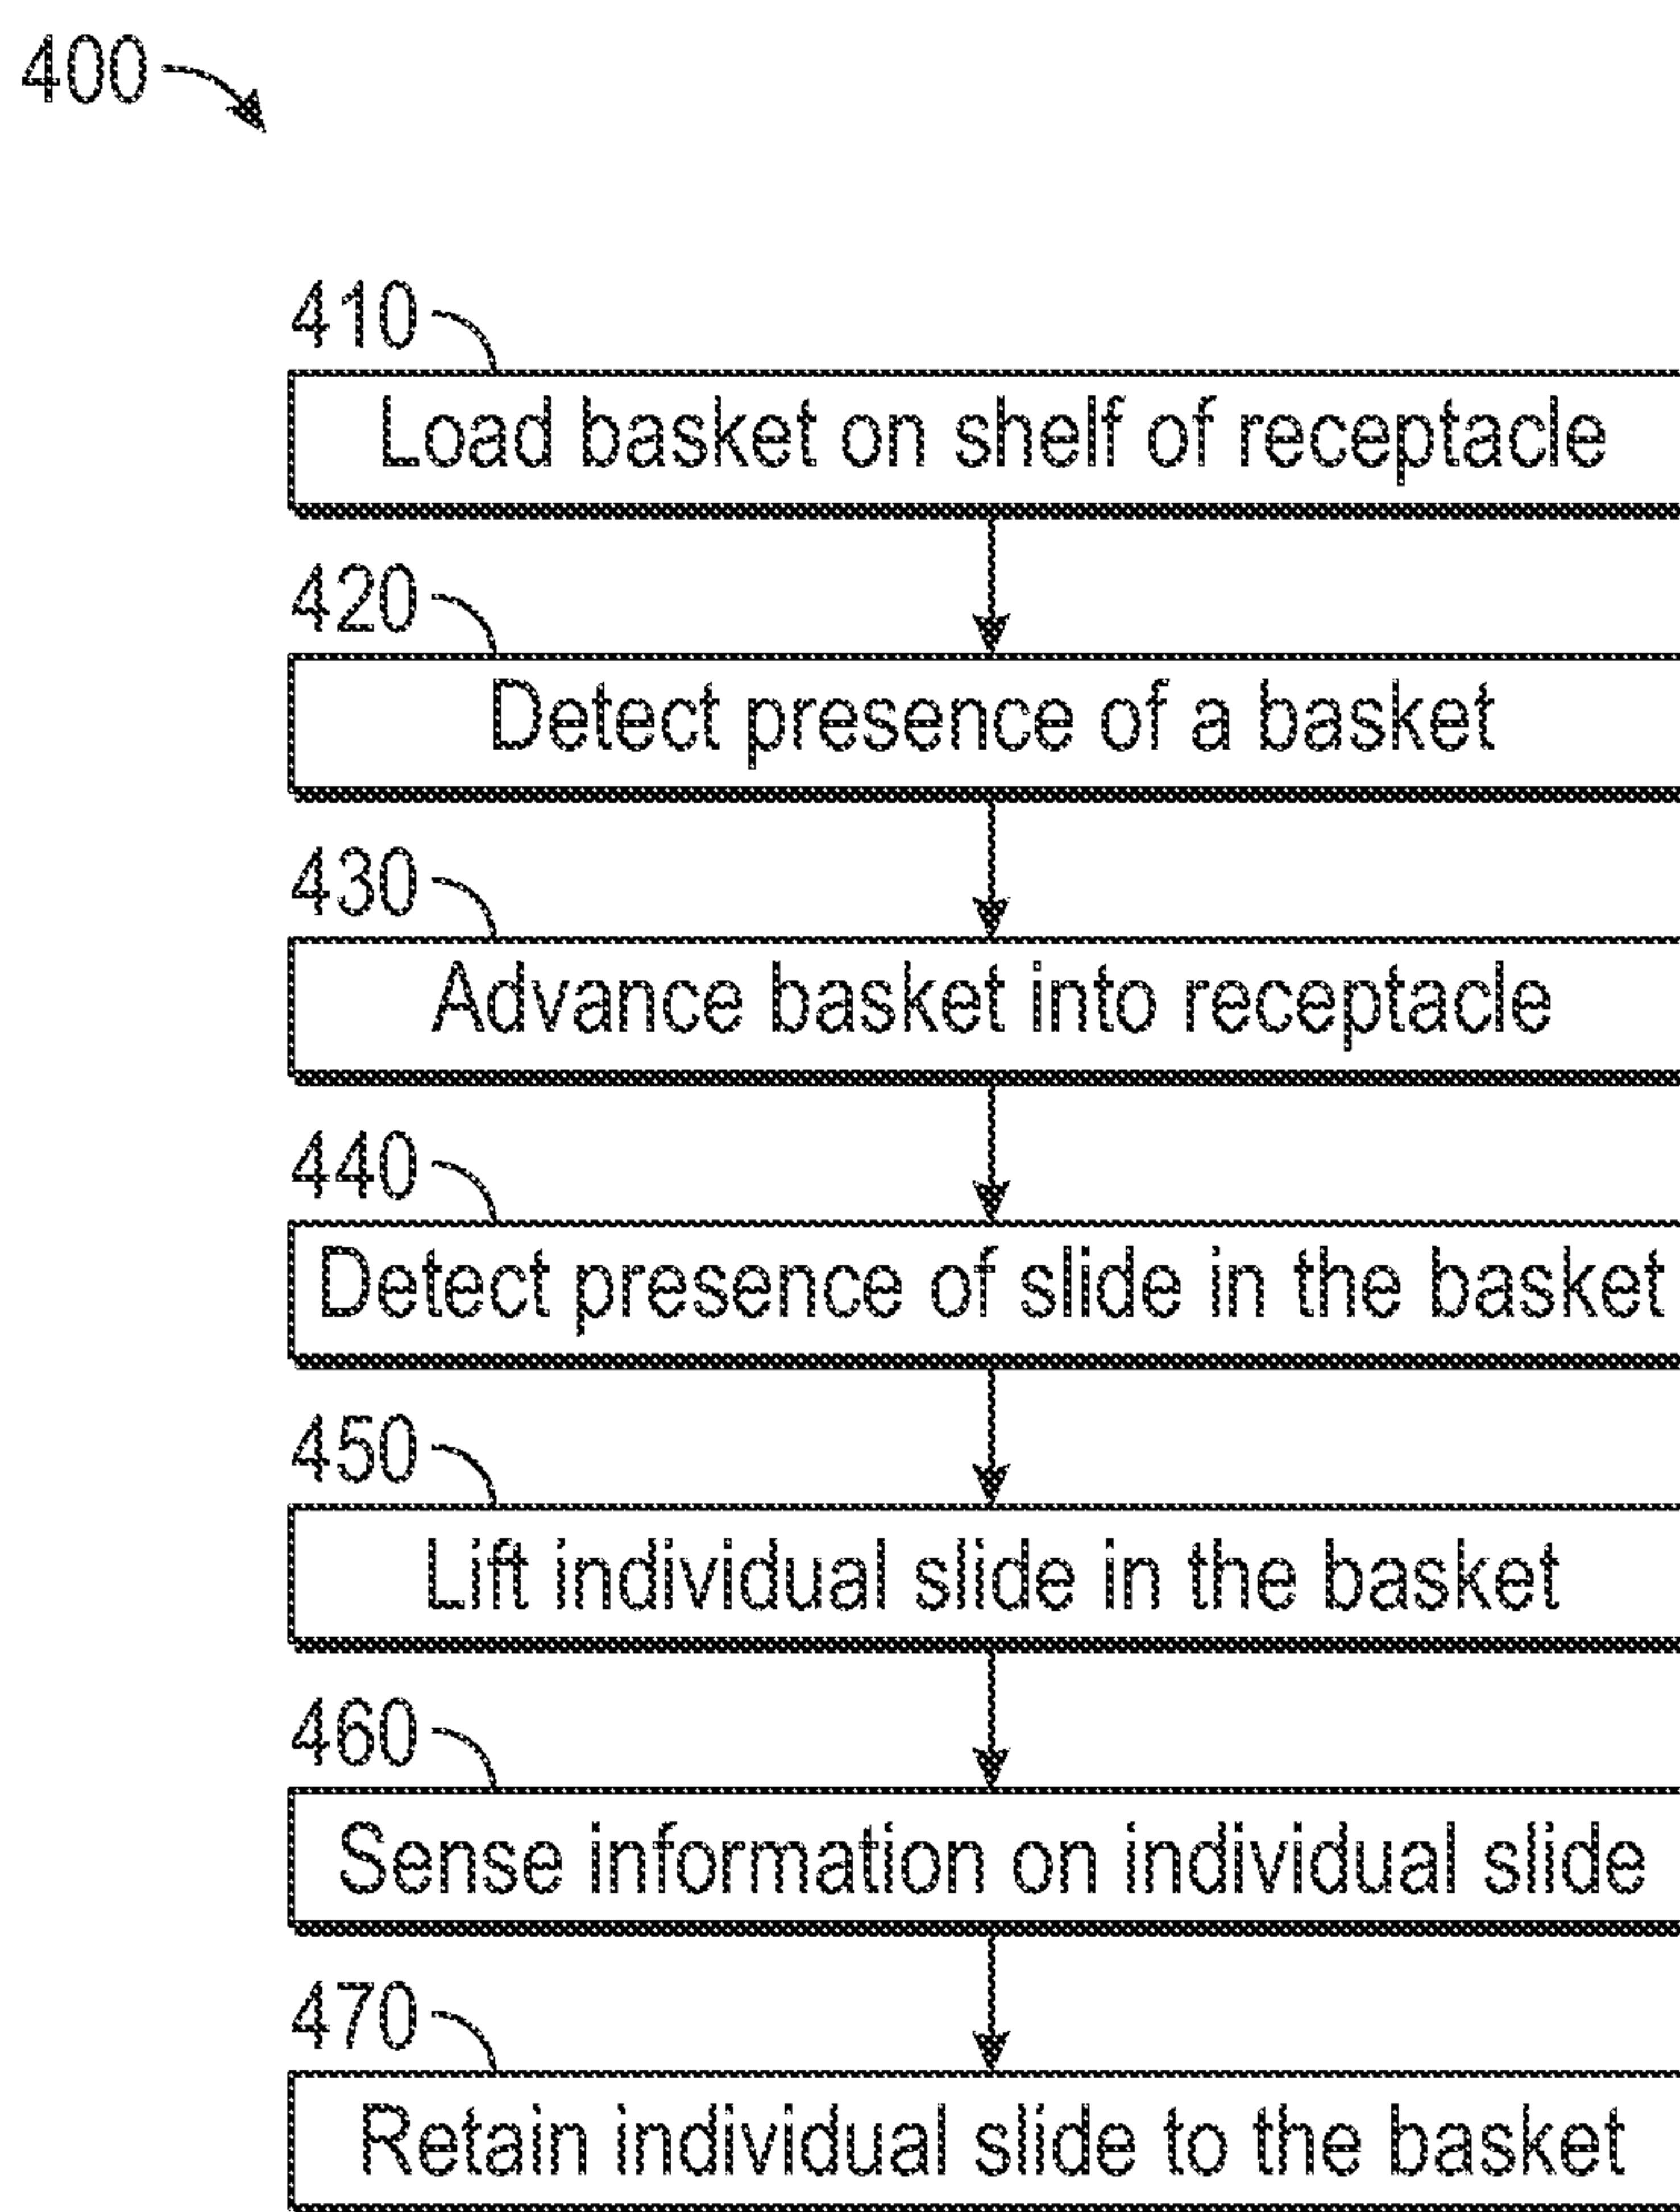 400
410
Load basket on shelf of receptacle
420
Detect presence of a basket
430
Advance basket into receptacle
440
Detect presence of slide in the basket
450
Lift individual slide in the basket
460
Sense information on individual slide
470
Retain individual slide to the basket